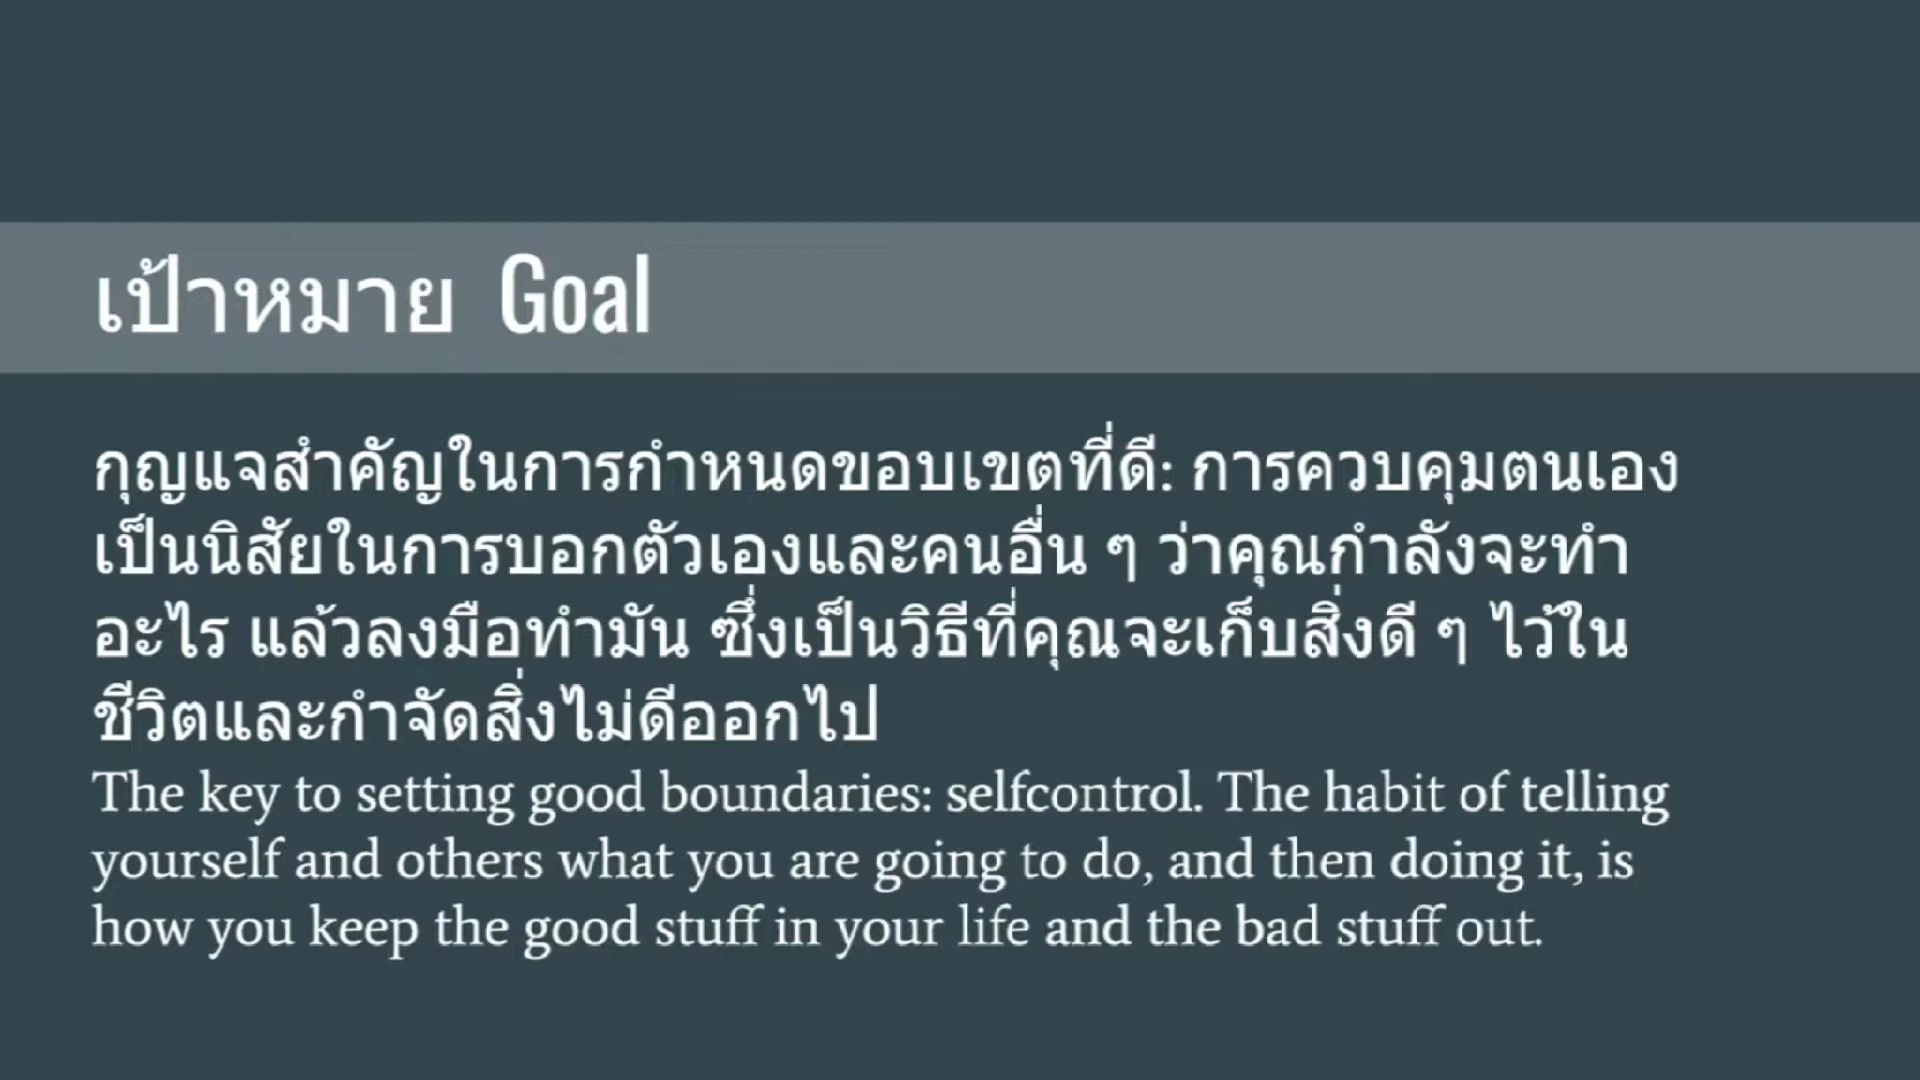 เป้าหมาย Goal
กุญแจสำคัญในการกำหนดขอบเขตที่ดี: การควบคุมตนเอง
เป็นนิสัยในการบอกตัวเองและคนอื่น ๆ ว่าคุณกำลังจะทำ
อะไร แล้วลงมือทำมัน ซึ่งเป็นวิธีที่คุณจะเก็บสิ่งดี ๆ ไว้ใน
ชีวิตและกำจัดสิ่งไม่ดีออกไป
The key to setting good boundaries: selfcontrol. The habit of telling
yourself and others what you are going to do, and then doing it, is
how you keep the good stuff in your life and the bad stuff out.